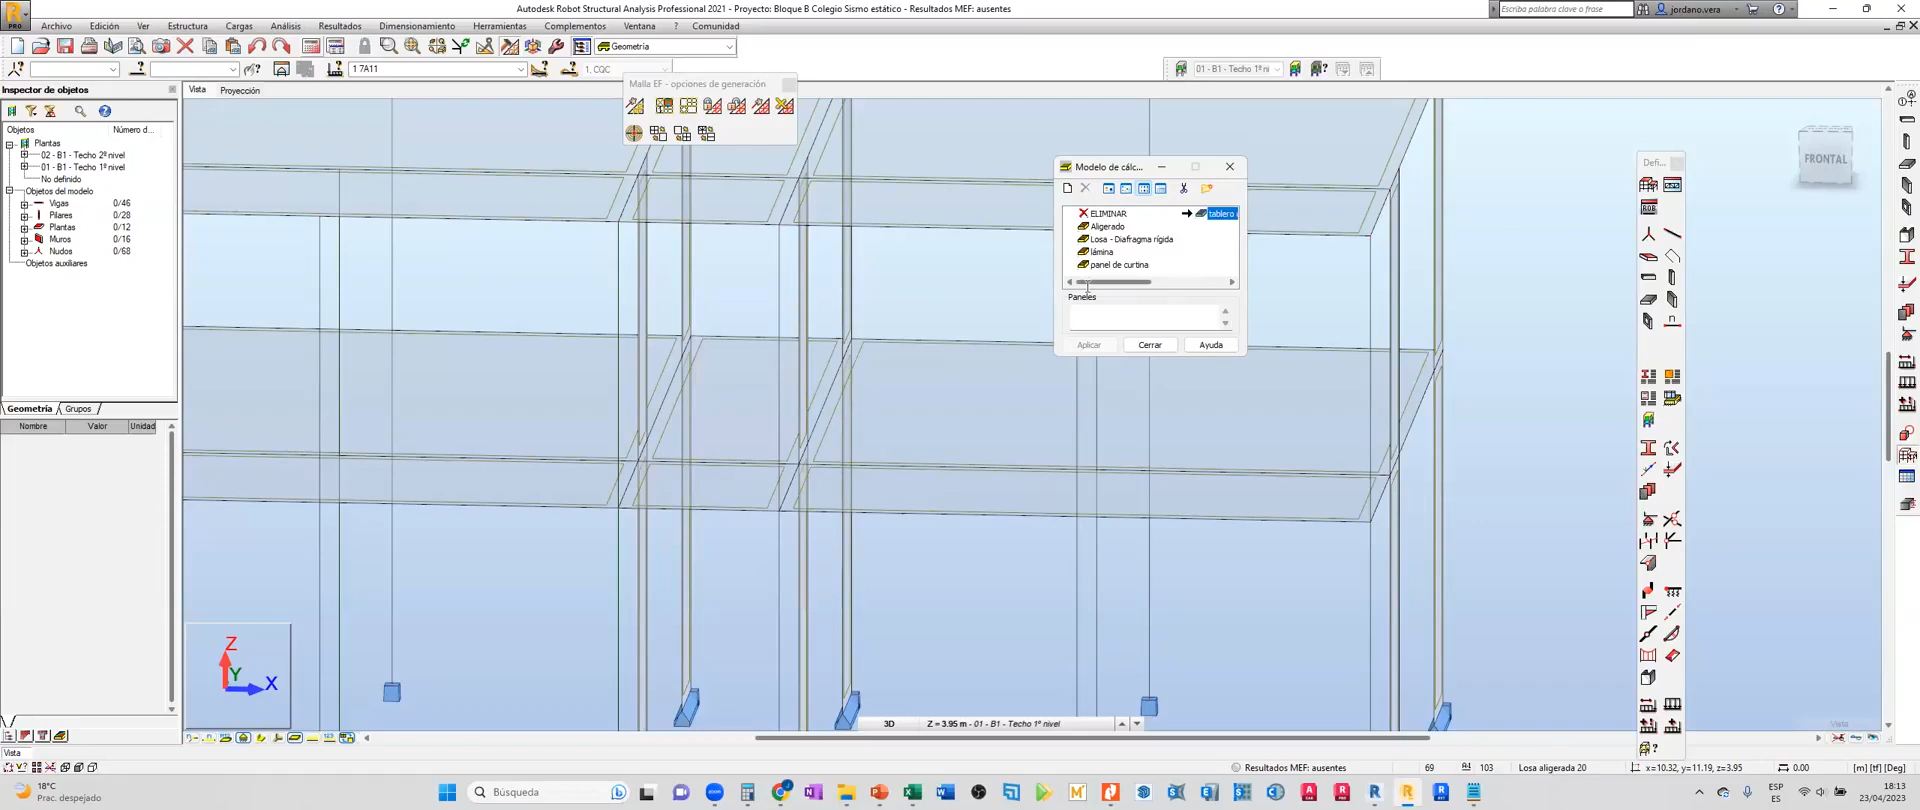 Autodesk Robot Structural Analysis Professional 2021 - Proyecto: Bloque B Colegio Sismo estático - Resultados MEF: ausentes
Escriba palabra clave o frase
jordano.vera
PRO
Archivo Edición Ver Estructura Cargas Análisis Resultados Dimensionamiento Herramientas Complementos Ventana Comunidad
Geometría
1 7A11
1. CQC
01 - B1 - Techo 1º ni
Malla EF - opciones de generación
Inspector de objetos
Vista Proyección
Objetos Número d...
Plantas
02 - B1 - Techo 2º nivel
01 - B1 - Techo 1º nivel
No definido
Objetos del modelo
Vigas 0/46
Pilares 0/28
Plantas 0/12
Muros 0/16
Nudos 0/68
Objetos auxiliares
Geometría Grupos
Nombre Valor Unidad
Modelo de cálc...
ELIMINAR
tablero
Aligerado
Losa - Diafragma rígida
lámina
panel de curtina
Paneles
Aplicar Cerrar Ayuda
FRONTAL
Defi...
Z
Y
X
3D Z = 3.95 m - 01 - B1 - Techo 1º nivel
Vista
Vista
Resultados MEF: ausentes 69 103 Losa aligerada 20 x=10.32, y=11.19, z=3.95 0.00 [m] [tf] [Deg]
18°C
Prac. despejado
Búsqueda
ESP
ES
18:13
23/04/2023